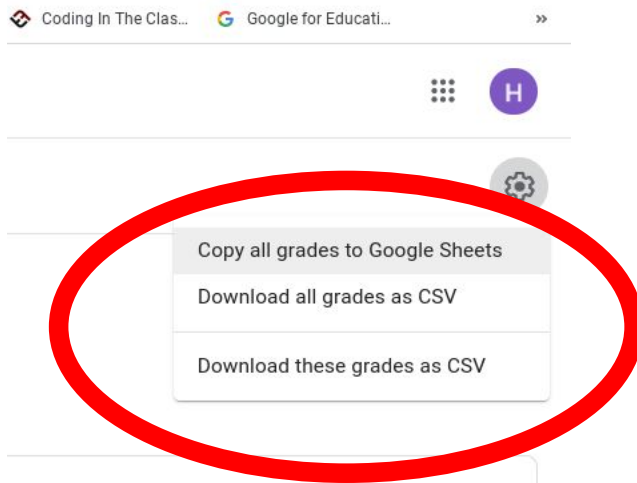 Coding In The Clas... Google for Educati... »
H
Copy all grades to Google Sheets
Download all grades as CSV
Download these grades as CSV